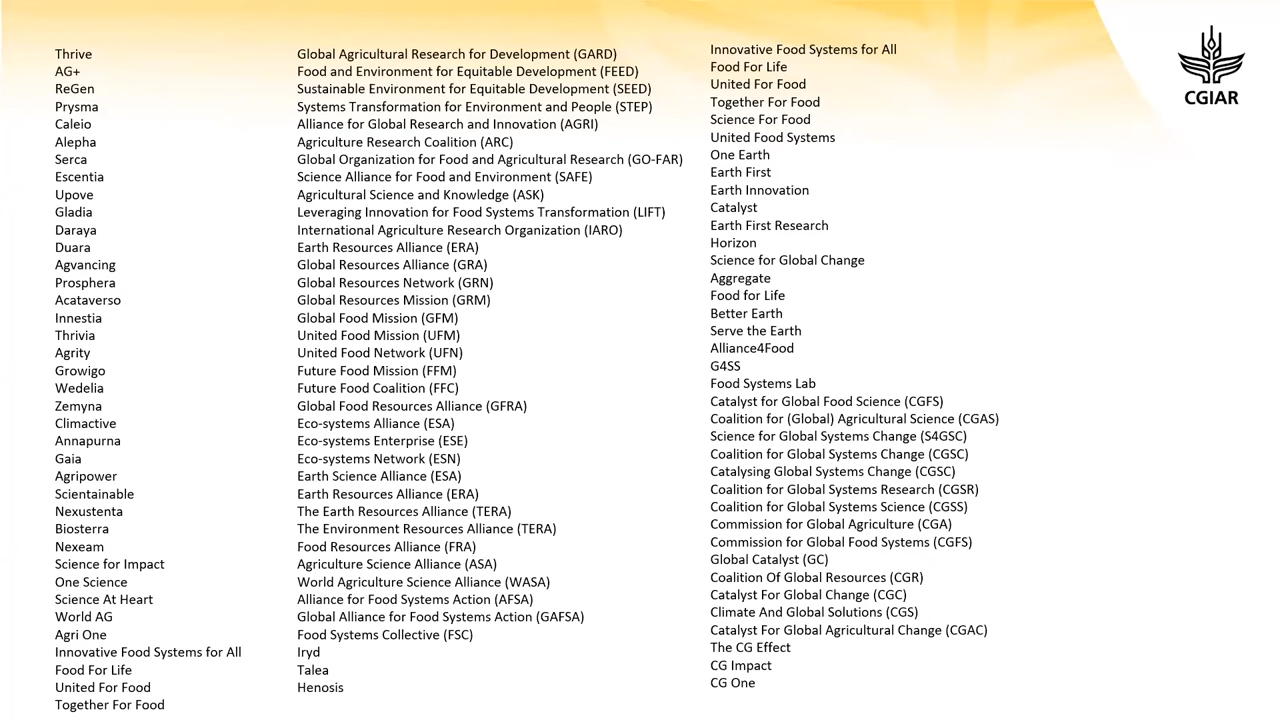 Thrive
AG+
ReGen
Prysma
Caleio
Alepha
Serca
Escentia
Upove
Gladia
Daraya
Duara
Agvancing
Prosphera
Acataverso
Innestia
Thrivia
Agrity
Growigo
Wedelia
Zemyna
Climactive
Annapurna
Gaia
Agripower
Scientainable
Nexustenta
Biosterra
Nexeam
Science for Impact
One Science
Science At Heart
World AG
Agri One
Innovative Food Systems for All
Food For Life
United For Food
Together For Food
Global Agricultural Research for Development (GARD)
Food and Environment for Equitable Development (FEED)
Sustainable Environment for Equitable Development (SEED)
Systems Transformation for Environment and People (STEP)
Alliance for Global Research and Innovation (AGRI)
Agriculture Research Coalition (ARC)
Global Organization for Food and Agricultural Research (GO-FAR)
Science Alliance for Food and Environment (SAFE)
Agricultural Science and Knowledge (ASK)
Leveraging Innovation for Food Systems Transformation (LIFT)
International Agriculture Research Organization (IARO)
Earth Resources Alliance (ERA)
Global Resources Alliance (GRA)
Global Resources Network (GRN)
Global Resources Mission (GRM)
Global Food Mission (GFM)
United Food Mission (UFM)
United Food Network (UFN)
Future Food Mission (FFM)
Future Food Coalition (FFC)
Global Food Resources Alliance (GFRA)
Eco-systems Alliance (ESA)
Eco-systems Enterprise (ESE)
Eco-systems Network (ESN)
Earth Science Alliance (ESA)
Earth Resources Alliance (ERA)
The Earth Resources Alliance (TERA)
The Environment Resources Alliance (TERA)
Food Resources Alliance (FRA)
Agriculture Science Alliance (ASA)
World Agriculture Science Alliance (WASA)
Alliance for Food Systems Action (AFSA)
Global Alliance for Food Systems Action (GAFSA)
Food Systems Collective (FSC)
Iryd
Talea
Henosis
Innovative Food Systems for All
Food For Life
United For Food
Together For Food
Science For Food
United Food Systems
One Earth
Earth First
Earth Innovation
Catalyst
Earth First Research
Horizon
Science for Global Change
Aggregate
Food for Life
Better Earth
Serve the Earth
Alliance4Food
G4SS
Food Systems Lab
Catalyst for Global Food Science (CGFS)
Coalition for (Global) Agricultural Science (CGAS)
Science for Global Systems Change (S4GSC)
Coalition for Global Systems Change (CGSC)
Catalysing Global Systems Change (CGSC)
Coalition for Global Systems Research (CGSR)
Coalition for Global Systems Science (CGSS)
Commission for Global Agriculture (CGA)
Commission for Global Food Systems (CGFS)
Global Catalyst (GC)
Coalition Of Global Resources (CGR)
Catalyst For Global Change (CGC)
Climate And Global Solutions (CGS)
Catalyst For Global Agricultural Change (CGAC)
The CG Effect
CG Impact
CG One
CGIAR